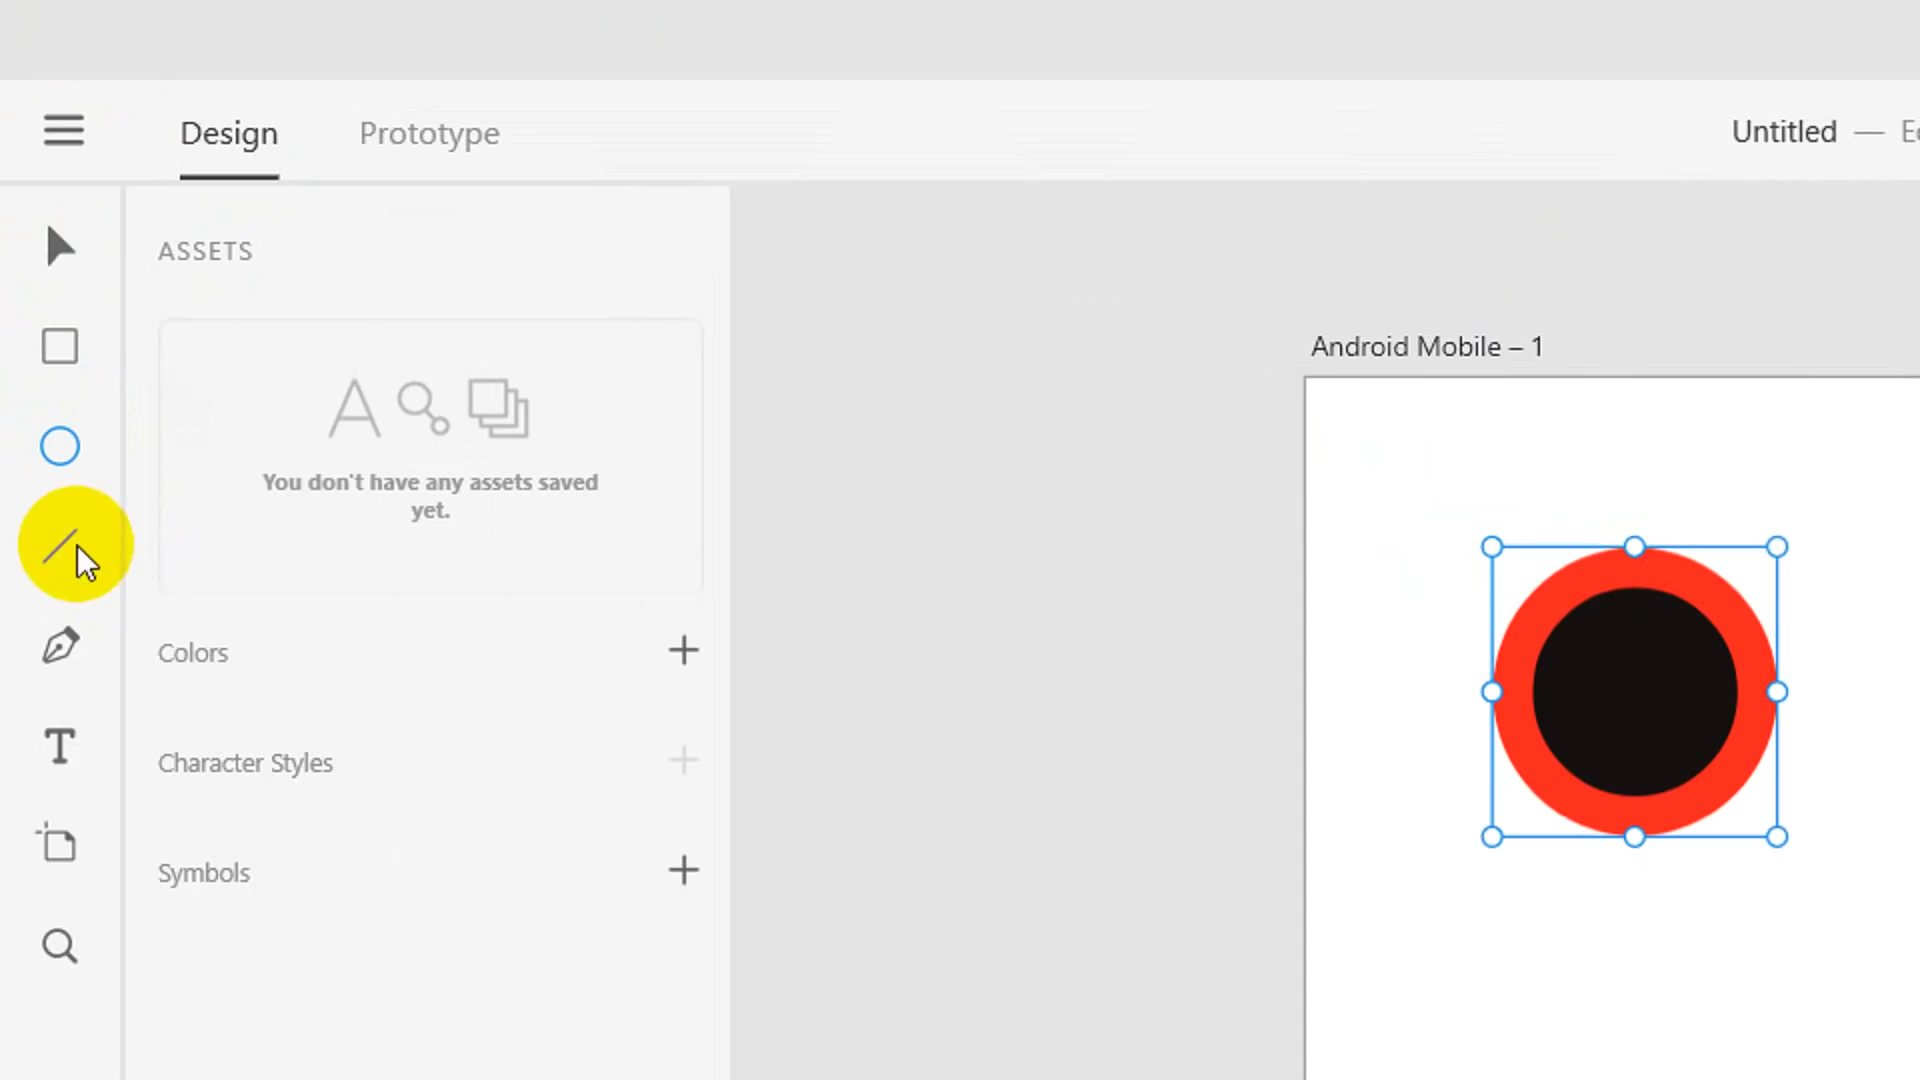 Design
Prototype
Untitled —
ASSETS
You don't have any assets saved
yet.
Colors
Character Styles
Symbols
Android Mobile – 1